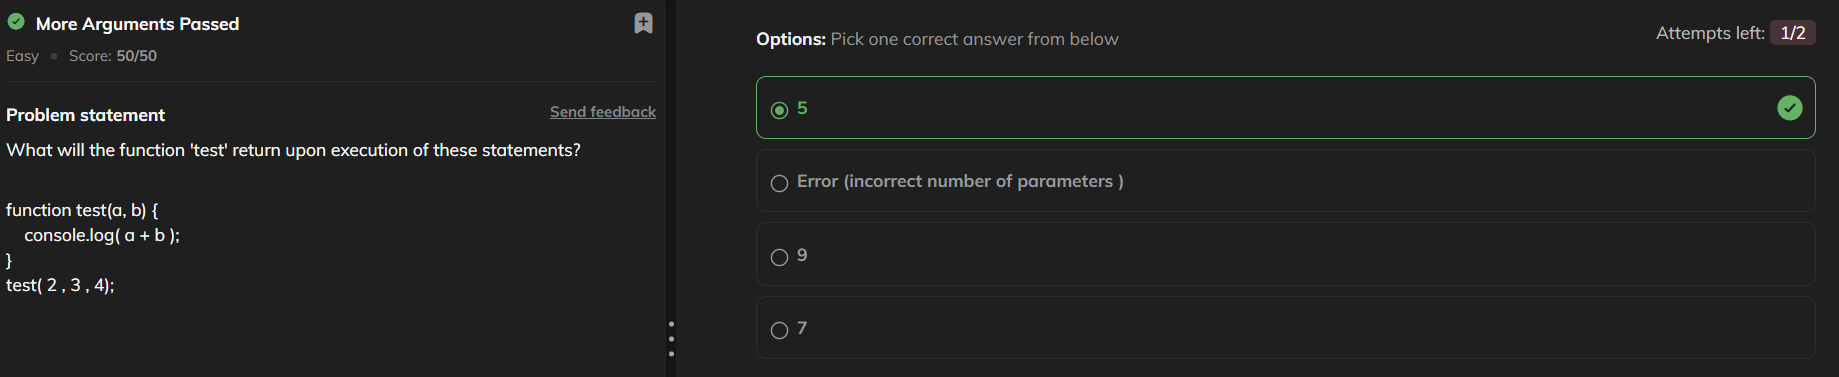 More Arguments Passed
Easy • Score: 50/50
Problem statement
Send feedback
What will the function 'test' return upon execution of these statements?
function test(a, b) {
console.log( a + b );
}
test( 2 , 3 , 4);
Options: Pick one correct answer from below
Attempts left: 1/2
5
Error (incorrect number of parameters )
9
7